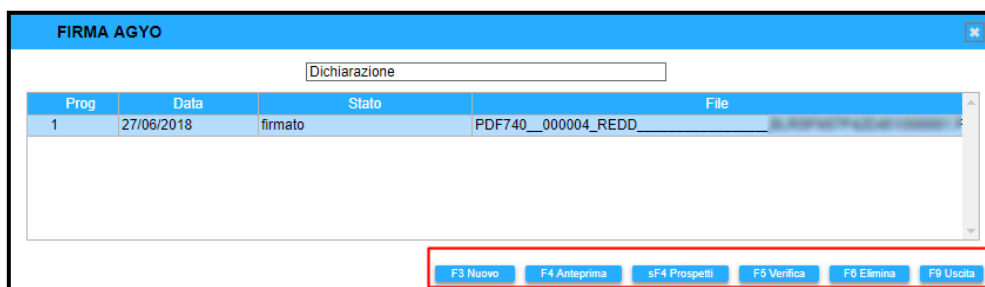 FIRMA AGYO
Dichiarazione
Prog Data Stato File
1 27/06/2018 firmato PDF740__000004_REDD__________________
F3 Nuovo F4 Anteprima sF4 Prospetti F5 Verifica F6 Elimina F9 Uscita